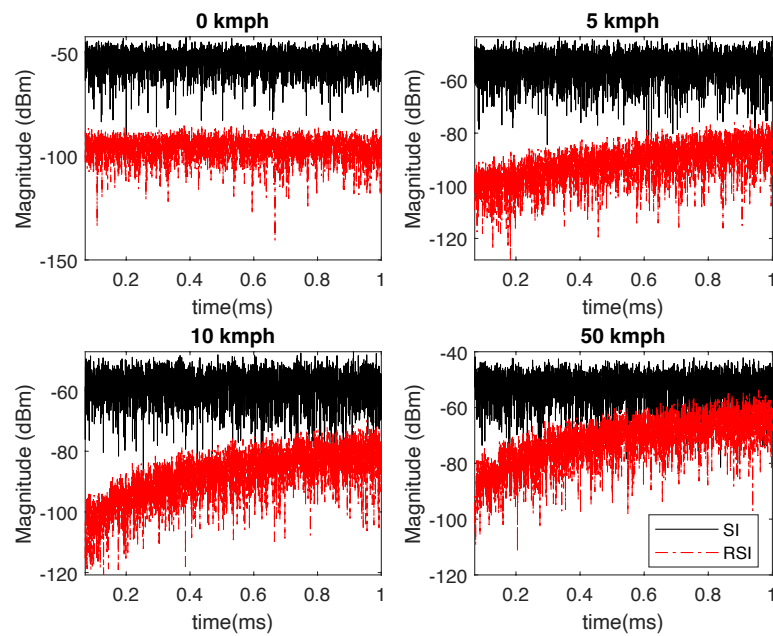 0 kmph
Magnitude (dBm)
-50
-100
-150
0.2 0.4 0.6 0.8 1
time(ms)
5 kmph
Magnitude (dBm)
-60
-80
-100
-120
0.2 0.4 0.6 0.8 1
time(ms)
10 kmph
Magnitude (dBm)
-60
-80
-100
-120
0.2 0.4 0.6 0.8 1
time(ms)
50 kmph
Magnitude (dBm)
-40
-60
-80
-100
-120
SI
RSI
0.2 0.4 0.6 0.8 1
time(ms)